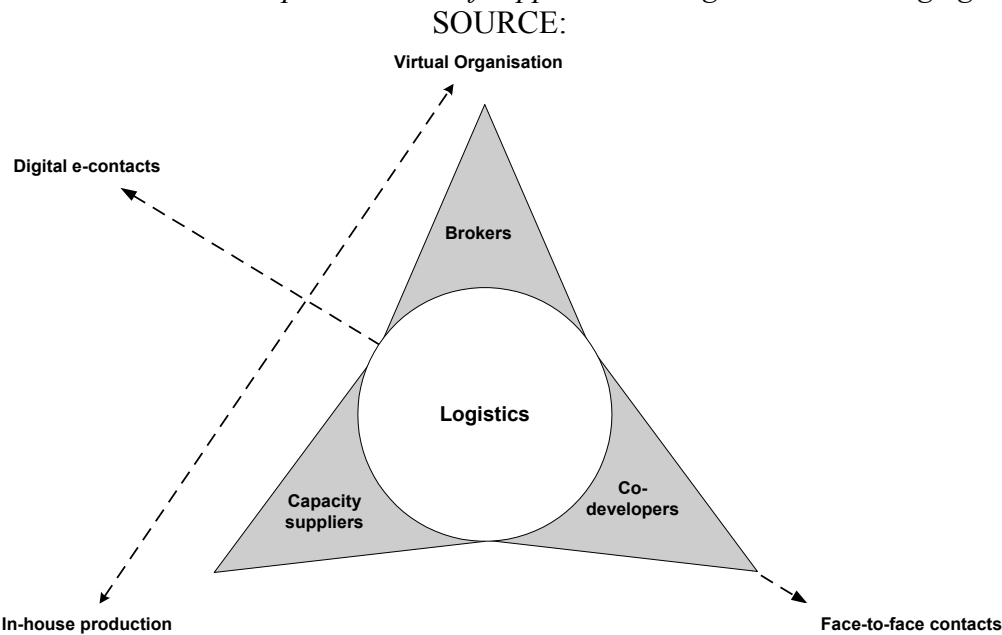 SOURCE:
Virtual Organisation
Digital e-contacts
Brokers
Logistics
Capacity
suppliers
Co-
developers
In-house production
Face-to-face contacts